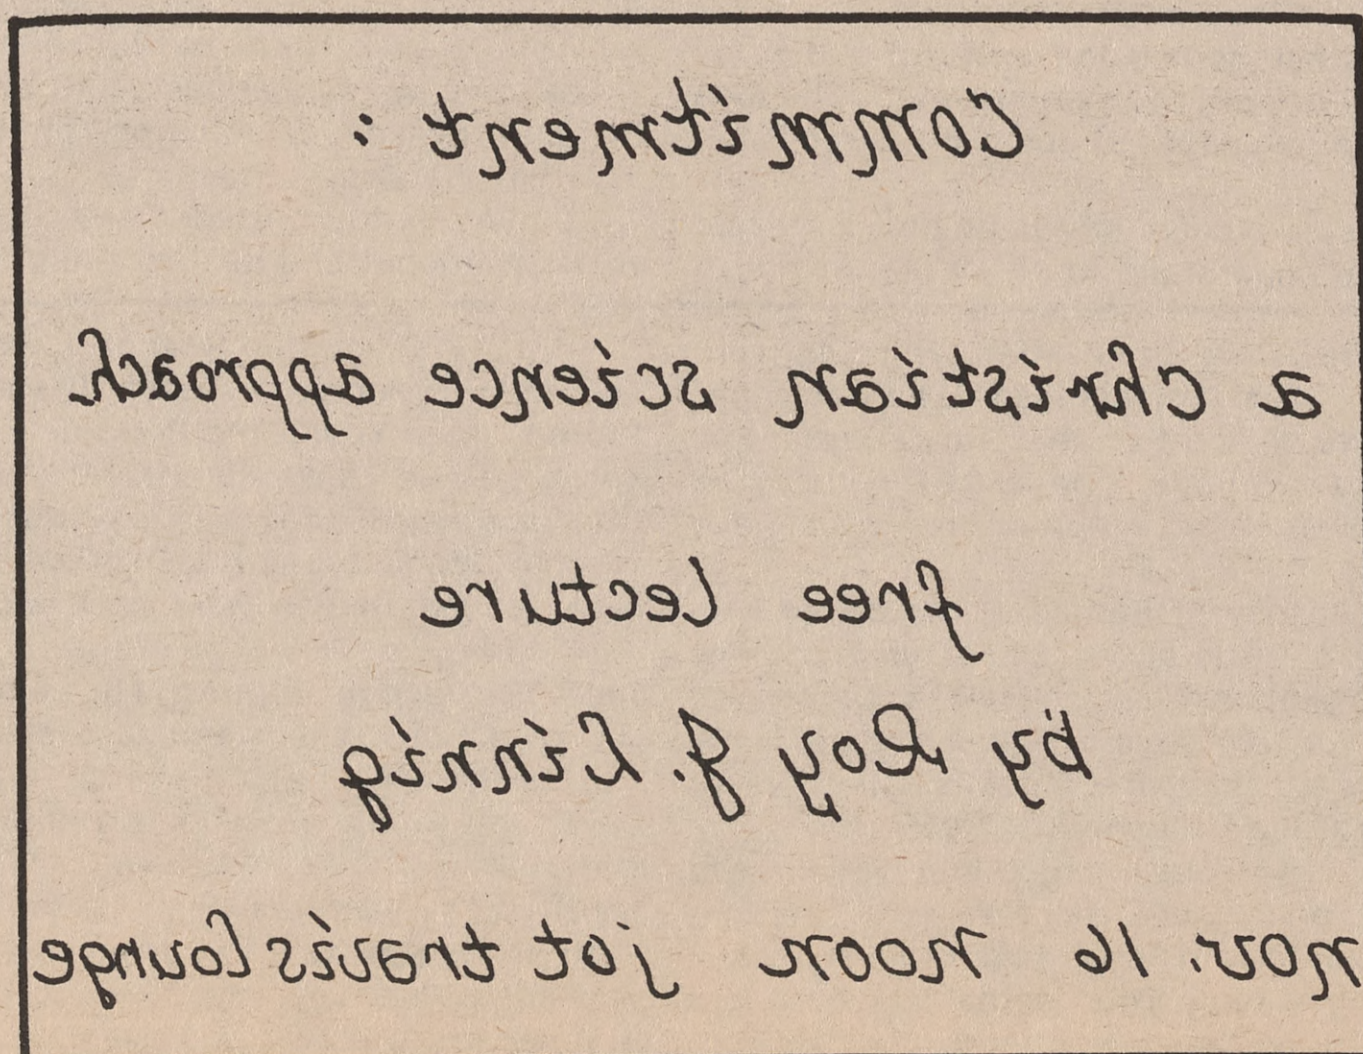 Commitment :
a christian science approach
free lecture
by Roy J. Linnig
nov. 16 noon jot travis lounge